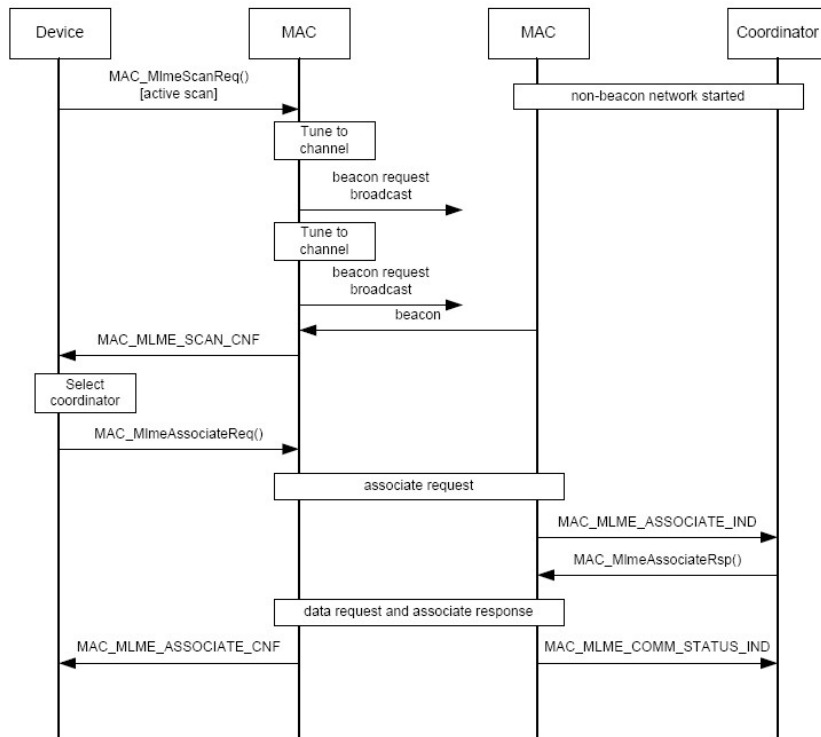 Device
MAC
MAC
Coordinator
MAC_MlmeScanReq()
[active scan]
non-beacon network started
Tune to
channel
beacon request
broadcast
Tune to
channel
beacon request
broadcast
beacon
MAC_MLME_SCAN_CNF
Select
coordinator
MAC_MlmeAssociateReq()
associate request
MAC_MLME_ASSOCIATE_IND
MAC_MlmeAssociateRsp()
data request and associate response
MAC_MLME_ASSOCIATE_CNF
MAC_MLME_COMM_STATUS_IND